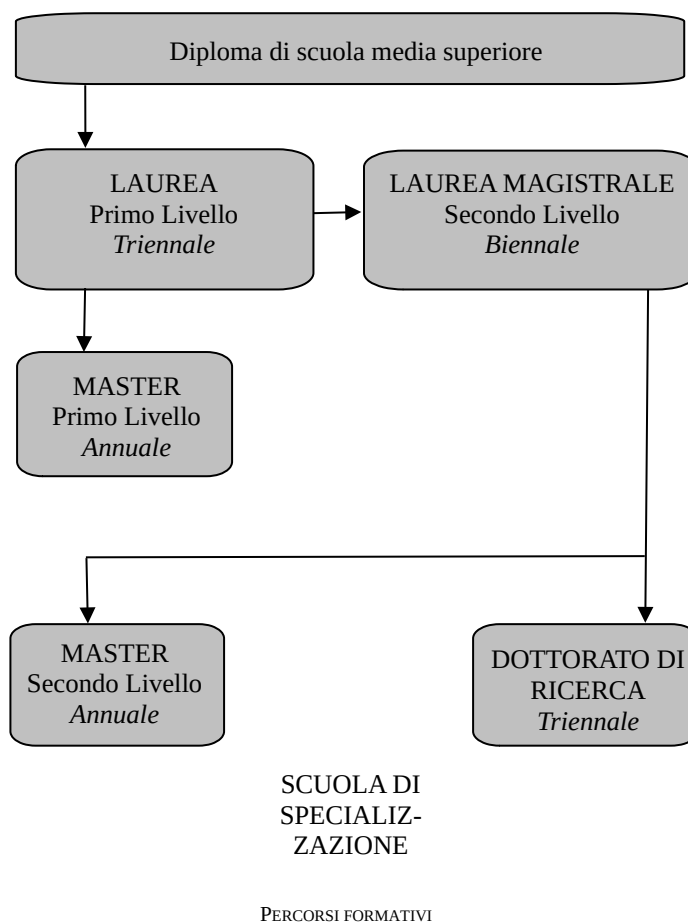 Diploma di scuola media superiore
LAUREA
Primo Livello
Triennale
LAUREA MAGISTRALE
Secondo Livello
Biennale
MASTER
Primo Livello
Annuale
MASTER
Secondo Livello
Annuale
DOTTORATO DI
RICERCA
Triennale
SCUOLA DI
SPECIALIZ-
ZAZIONE
PERCORSI FORMATIVI